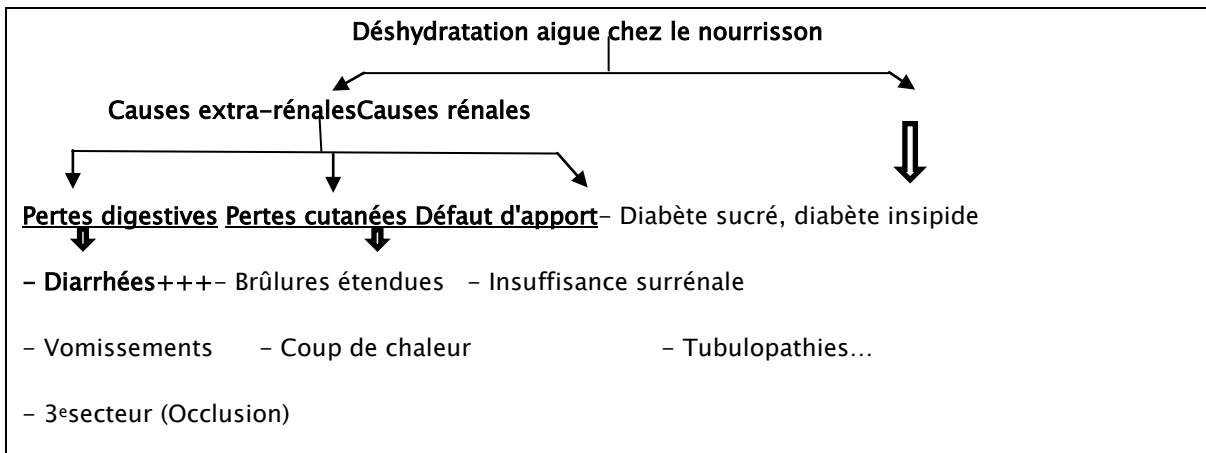 Déshydratation aigue chez le nourrisson
Causes extra-rénalesCauses rénales
Pertes digestives Pertes cutanées Défaut d'apport- Diabète sucré, diabète insipide
- Diarrhées+++- Brûlures étendues - Insuffisance surrénale
- Vomissements - Coup de chaleur - Tubulopathies…
- 3esecteur (Occlusion)